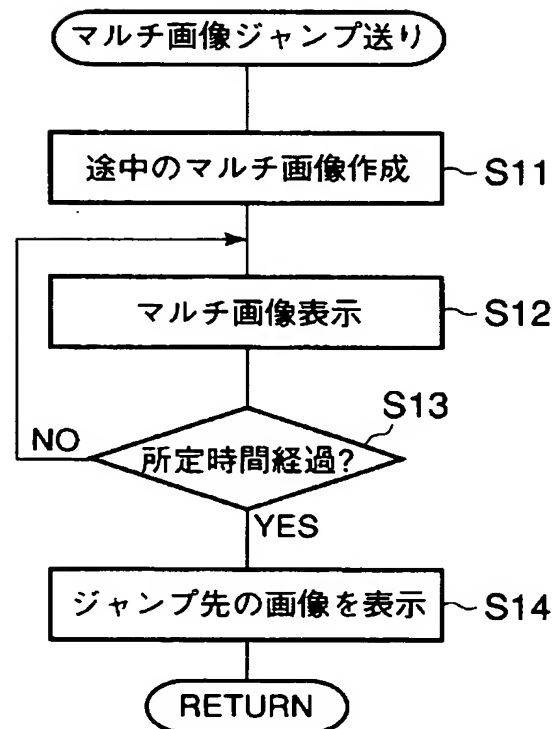 マルチ画像ジャンプ送り
途中のマルチ画像作成 S11
マルチ画像表示 S12
S13
NO 所定時間経過?
YES
ジャンプ先の画像を表示 S14
RETURN